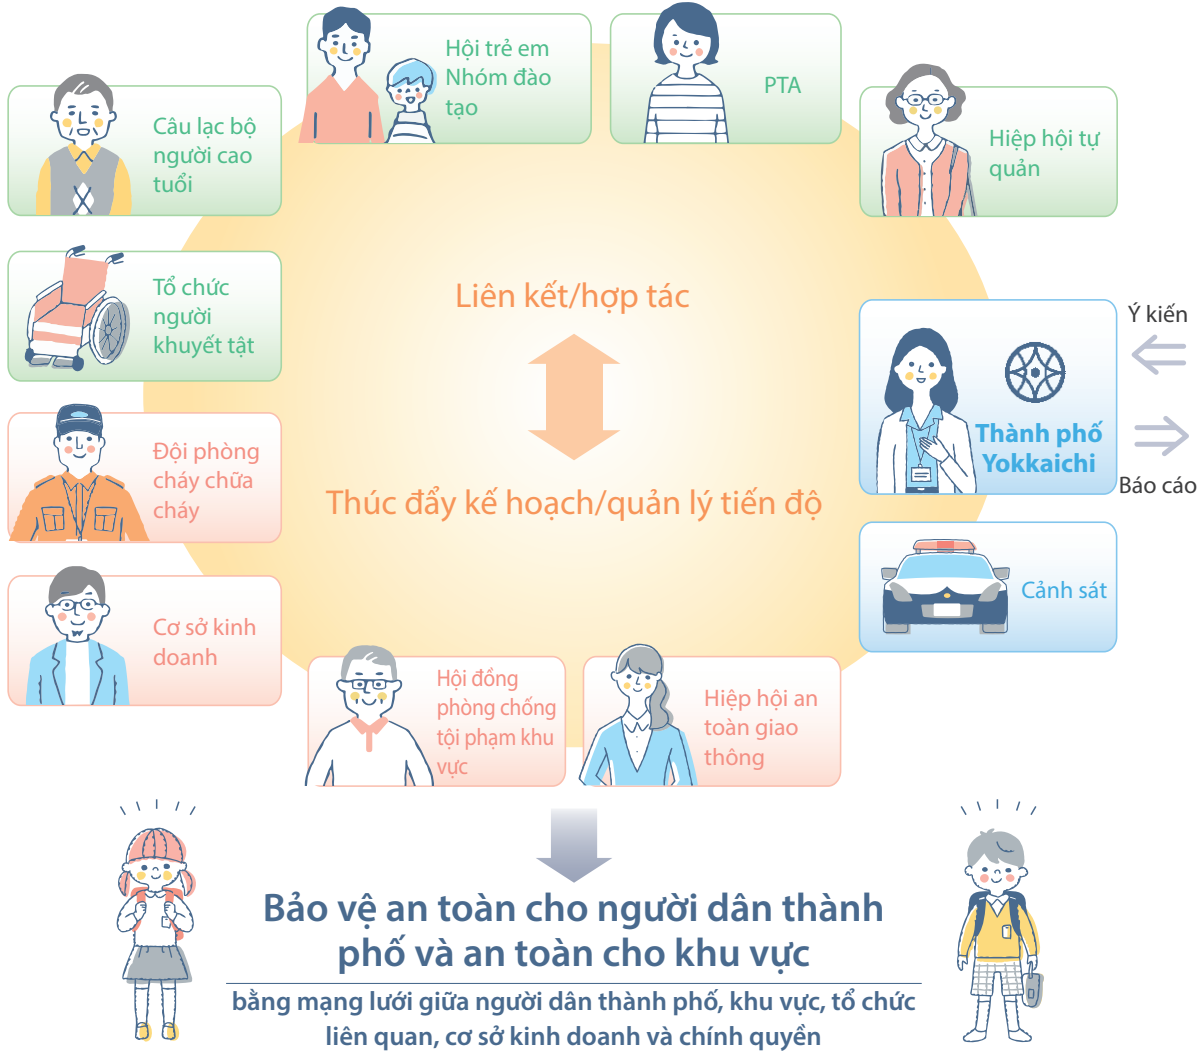 Hội trẻ em
Nhóm đào
tạo
PTA
Câu lạc bộ
người cao
tuổi
Hiệp hội tự
quản
Tổ chức
người
khuyết tật
Liên kết/hợp tác
Ý kiến
Thành phố
Yokkaichi
Báo cáo
Đội phòng
cháy chữa
cháy
Thúc đẩy kế hoạch/quản lý tiến độ
Cảnh sát
Cơ sở kinh
doanh
Hội đồng
phòng chống
tội phạm khu
vực
Hiệp hội an
toàn giao
thông
Bảo vệ an toàn cho người dân thành
phố và an toàn cho khu vực
bằng mạng lưới giữa người dân thành phố, khu vực, tổ chức
liên quan, cơ sở kinh doanh và chính quyền